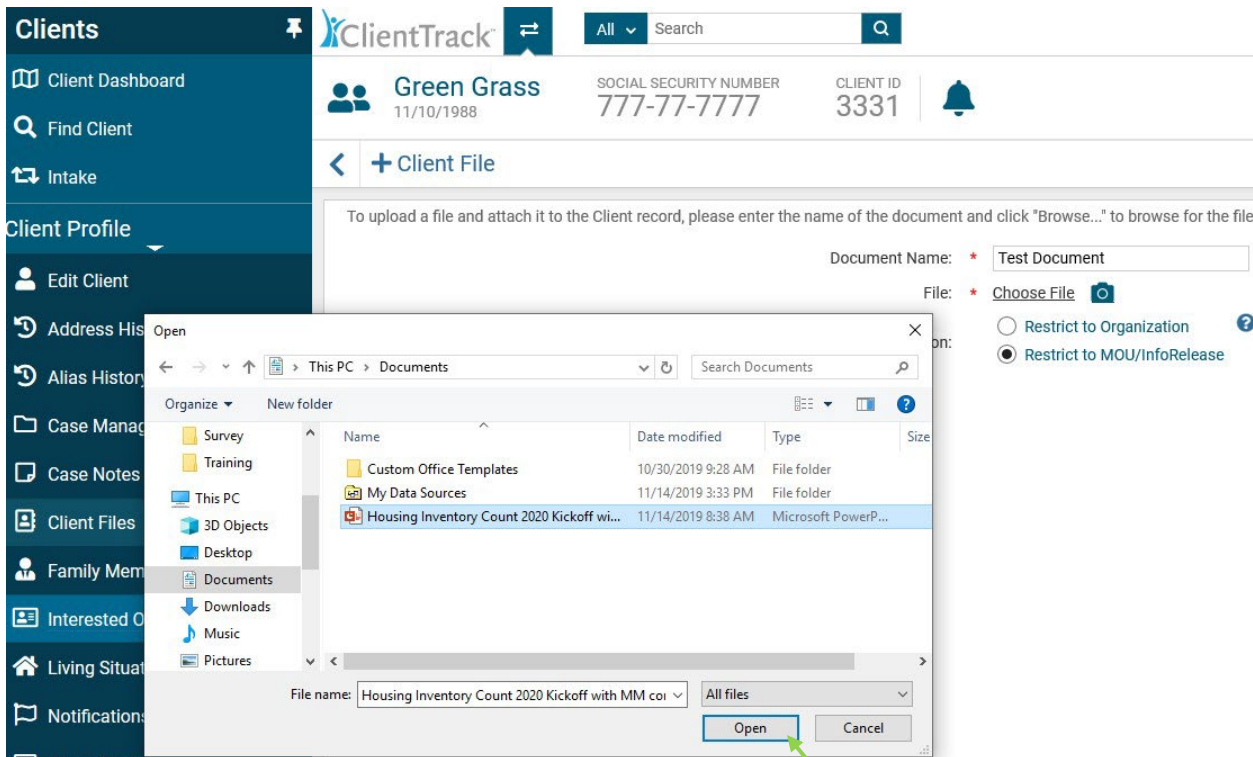 Clients
Client Dashboard
Find Client
Intake
Client Profile
Edit Client
Address His
Alias History
Case Manag
Case Notes
Client Files
Family Mem
Interested O
Living Situat
Notifications
ClientTrack
All Search
Green Grass
11/10/1988
SOCIAL SECURITY NUMBER
777-77-7777
CLIENT ID
3331
+ Client File
To upload a file and attach it to the Client record, please enter the name of the document and click "Browse..." to browse for the file
Document Name: * Test Document
File: * Choose File
on:
Restrict to Organization
Restrict to MOU/InfoRelease
Open
This PC > Documents
Search Documents
Organize New folder
Survey
Training
This PC
3D Objects
Desktop
Documents
Downloads
Music
Pictures
Name Date modified Type Size
Custom Office Templates 10/30/2019 9:28 AM File folder
My Data Sources 11/14/2019 3:33 PM File folder
Housing Inventory Count 2020 Kickoff wi... 11/14/2019 8:38 AM Microsoft PowerP...
File name: Housing Inventory Count 2020 Kickoff with MM coı All files
Open Cancel